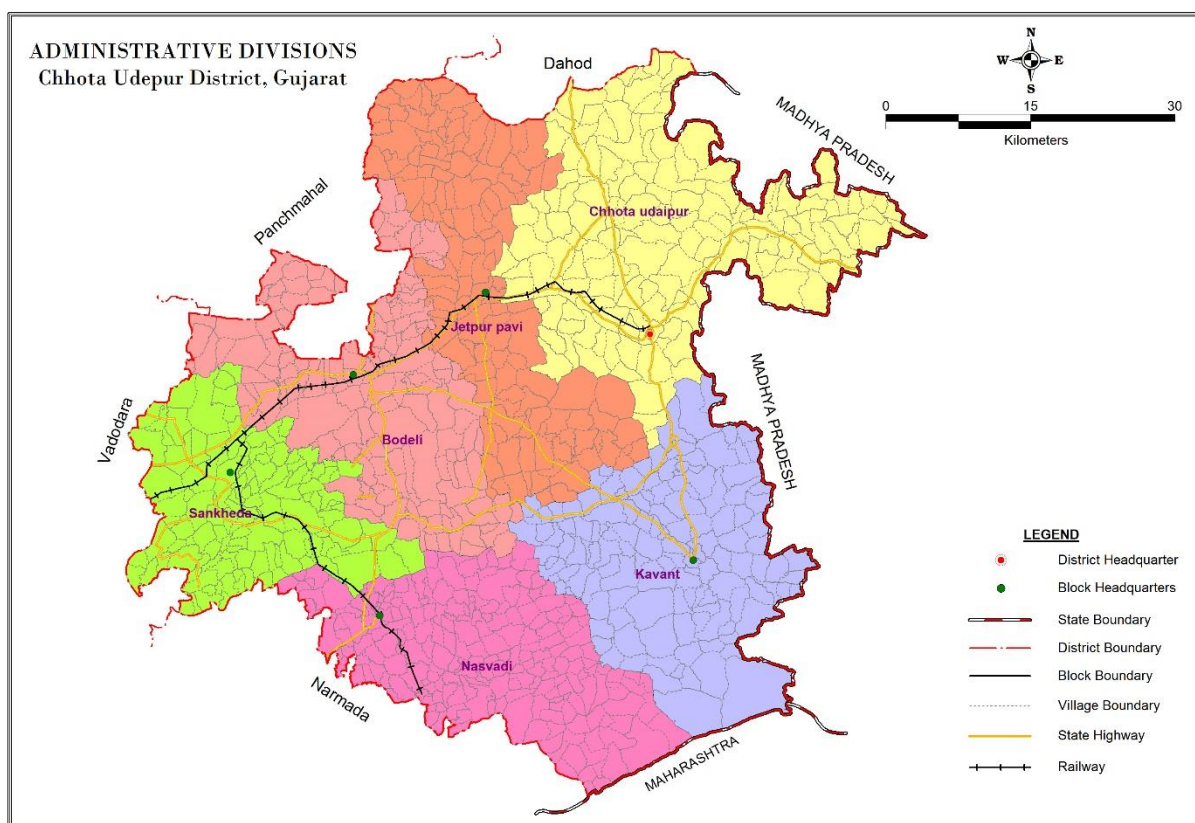 ADMINISTRATIVE DIVISIONS
Chhota Udepur District, Gujarat
N
W E
S
0 15 30
Kilometers
Dahod
MADHYA PRADESH
Panchmahal
Chhota udaipur
Jetpur pavi
MADHYA PRADESH
Vadodara
Bodeli
Sankheda
Kavant
Nasvadi
Narmada
MAHARASHTRA
LEGEND
District Headquarter
Block Headquarters
State Boundary
District Boundary
Block Boundary
Village Boundary
State Highway
Railway